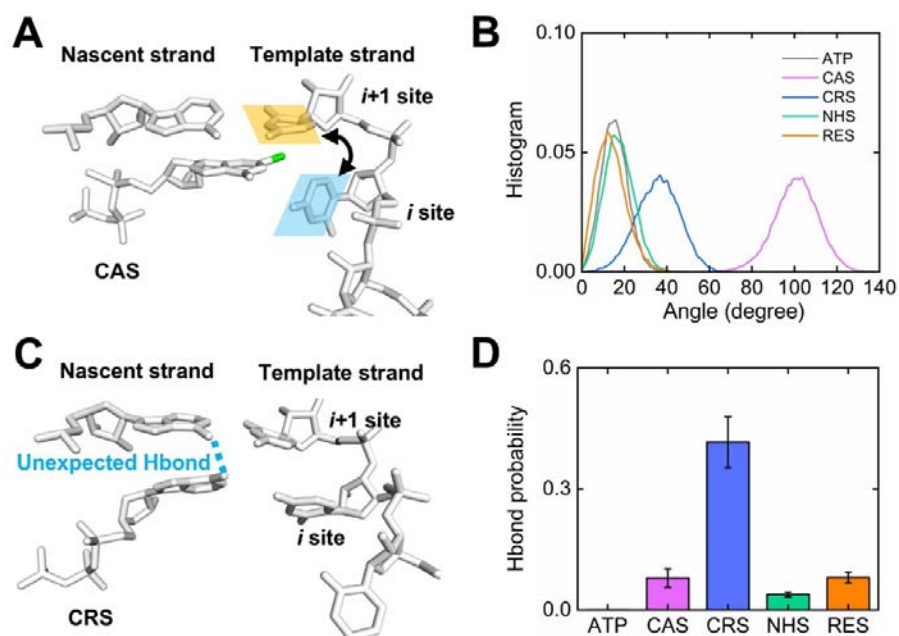 A
Nascent strand
Template strand
i+1 site
i site
CAS
B
0.10
0.05
0.00
Histogram
ATP
CAS
CRS
NHS
RES
0 20 40 60 80 100 120 140
Angle (degree)
C
Nascent strand
Template strand
i+1 site
Unexpected Hbond
i site
CRS
D
0.6
0.3
0.0
Hbond probability
ATP CAS CRS NHS RES